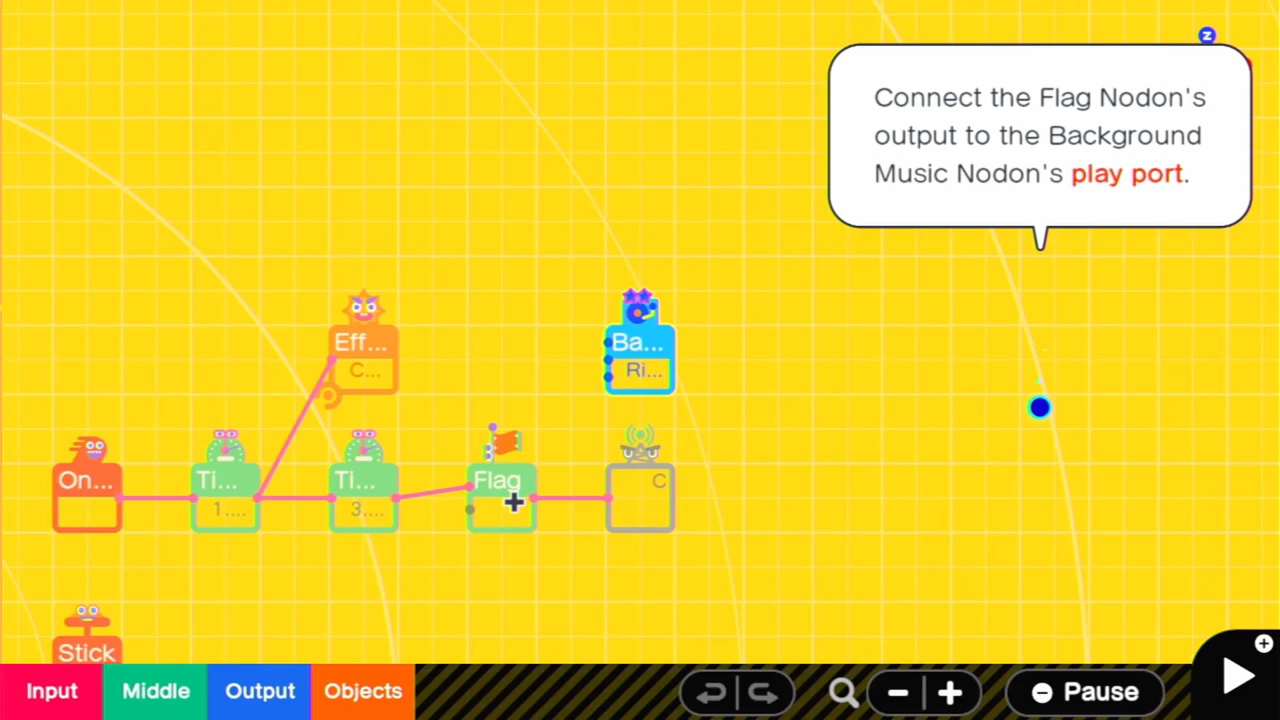 z
Connect the Flag Nodon's
output to the Background
Music Nodon's play port.
Eff...
C...
Ba...
Ri...
On...
Ti...
1....
Ti...
3....
Flag
C
Stick
Input
Middle
Output
Objects
Pause